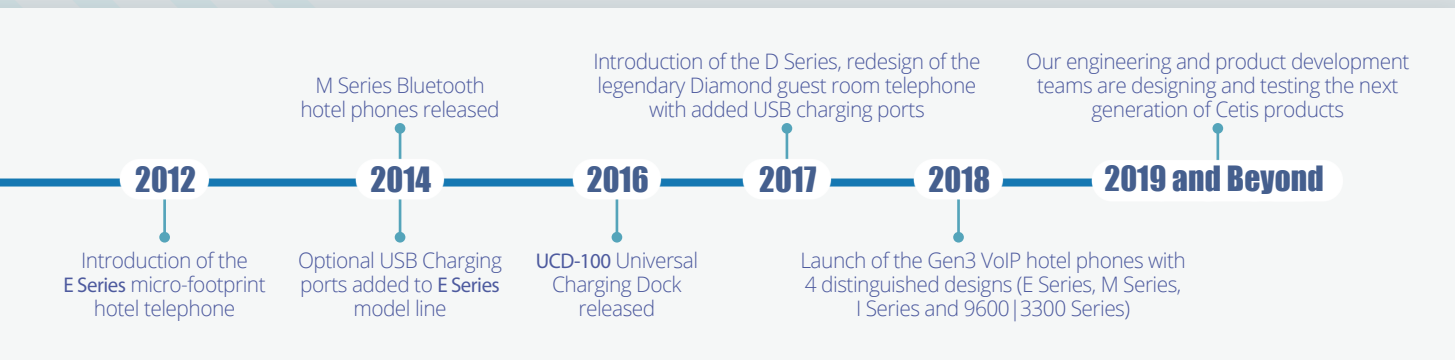 M Series Bluetooth
hotel phones released
Introduction of the D Series, redesign of the
legendary Diamond guest room telephone
with added USB charging ports
Our engineering and product development
teams are designing and testing the next
generation of Cetis products
2012
2014
2016
2017
2018
2019 and Beyond
Introduction of the
E Series micro-footprint
hotel telephone
Optional USB Charging
ports added to E Series
model line
UCD-100 Universal
Charging Dock
released
Launch of the Gen3 VoIP hotel phones with
4 distinguished designs (E Series, M Series,
I Series and 9600|3300 Series)